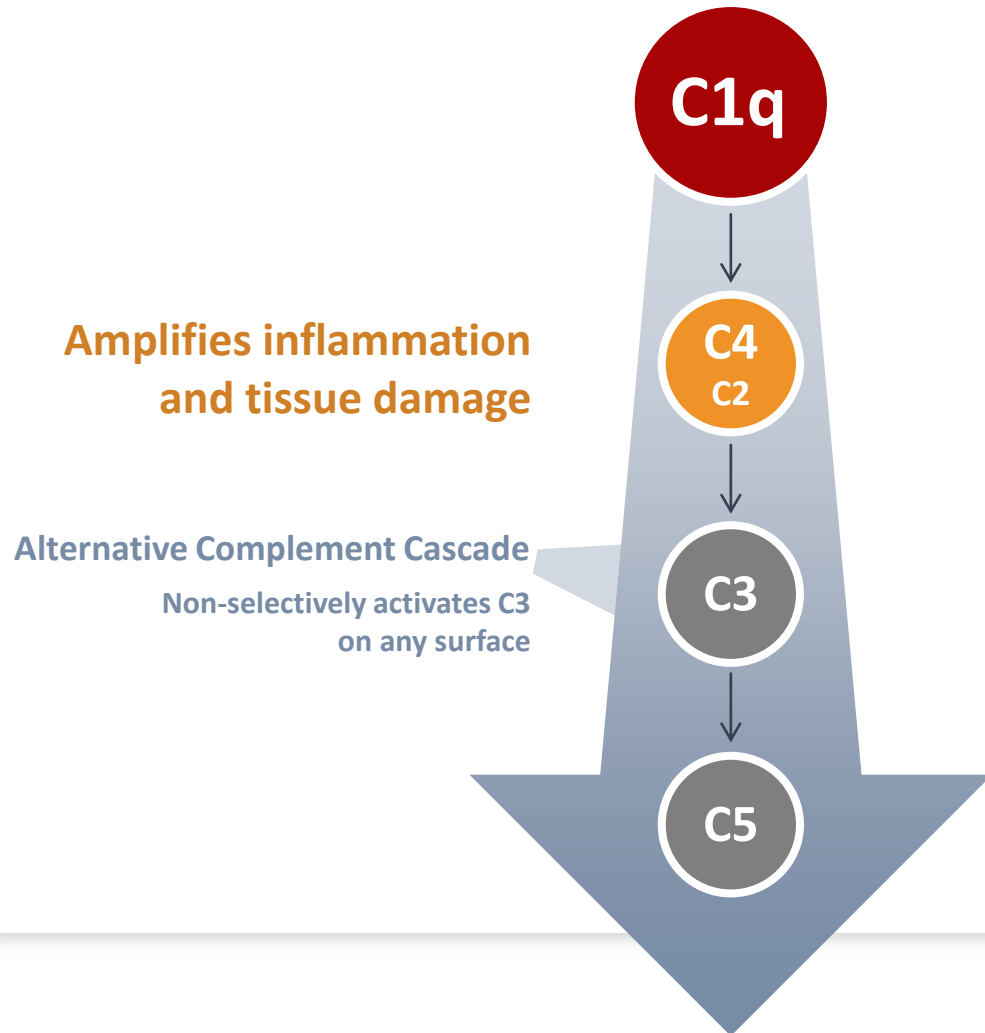 C1q
Amplifies inflammation
and tissue damage
C4
C2
Alternative Complement Cascade
Non-selectively activates C3
on any surface
C3
C5